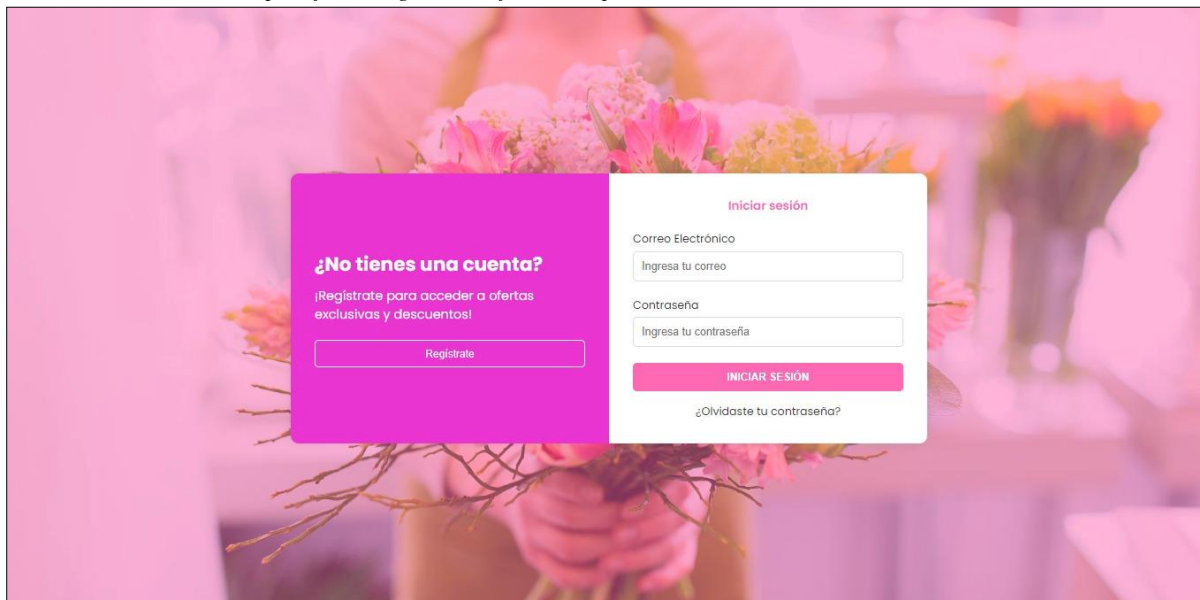 ¿No tienes una cuenta?
¡Regístrate para acceder a ofertas
exclusivas y descuentos!
Regístrate
Iniciar sesión
Correo Electrónico
Ingresa tu correo
Contraseña
Ingresa tu contraseña
INICIAR SESIÓN
¿Olvidaste tu contraseña?